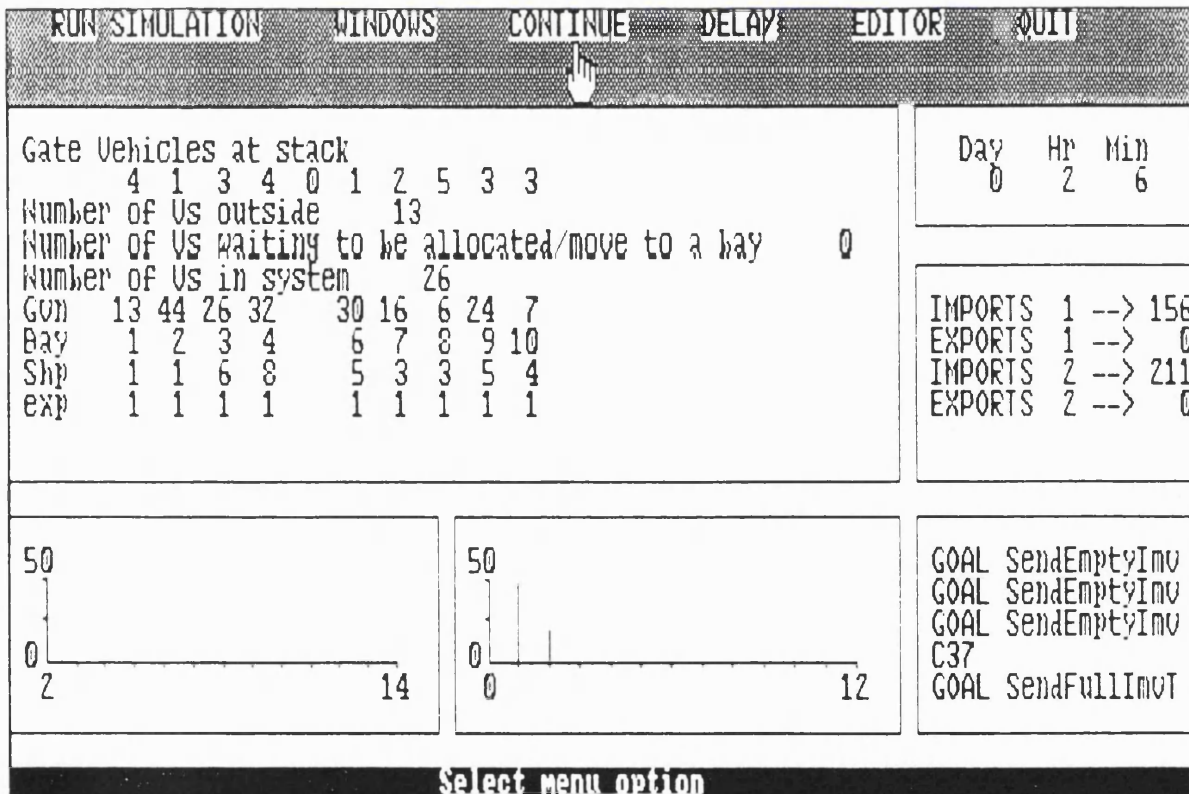 RUN SIMULATION WINDOWS CONTINUE DELAY EDITOR QUIT
Gate Vehicles at stack
4 1 3 4 0 1 2 5 3 3
Number of Vs outside 13
Number of Vs waiting to be allocated/move to a bay 0
Number of Vs in system 26
Gvn 13 44 26 32 30 16 6 24 7
Bay 1 2 3 4 6 7 8 9 10
Shp 1 1 6 8 5 3 3 5 4
exp 1 1 1 1 1 1 1 1 1
Day Hr Min
0 2 6
IMPORTS 1 --> 156
EXPORTS 1 --> 0
IMPORTS 2 --> 211
EXPORTS 2 --> 0
50
0
2 14
50
0
0 12
GOAL SendEmptyImv
GOAL SendEmptyImv
GOAL SendEmptyImv
C37
GOAL SendFullImvT
Select menu option